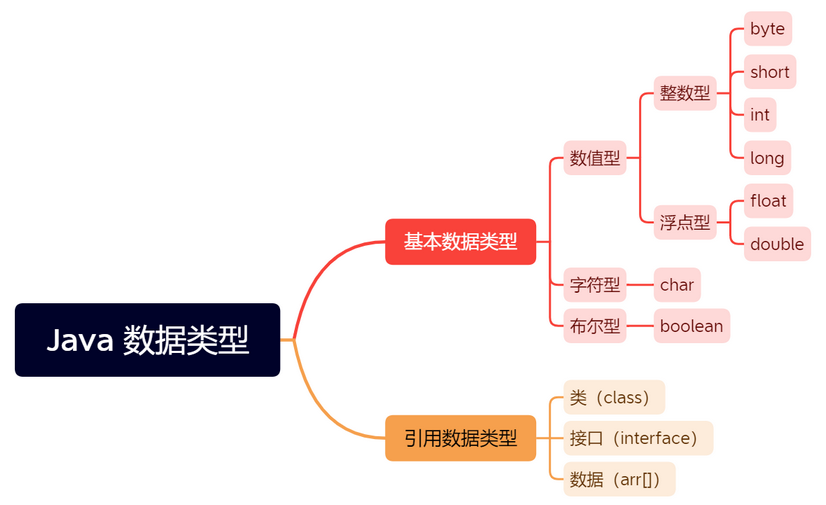 Java 数据类型
基本数据类型
数值型
整数型
byte
short
int
long
浮点型
float
double
字符型
char
布尔型
boolean
引用数据类型
类（class）
接口（interface）
数据（arr[]）